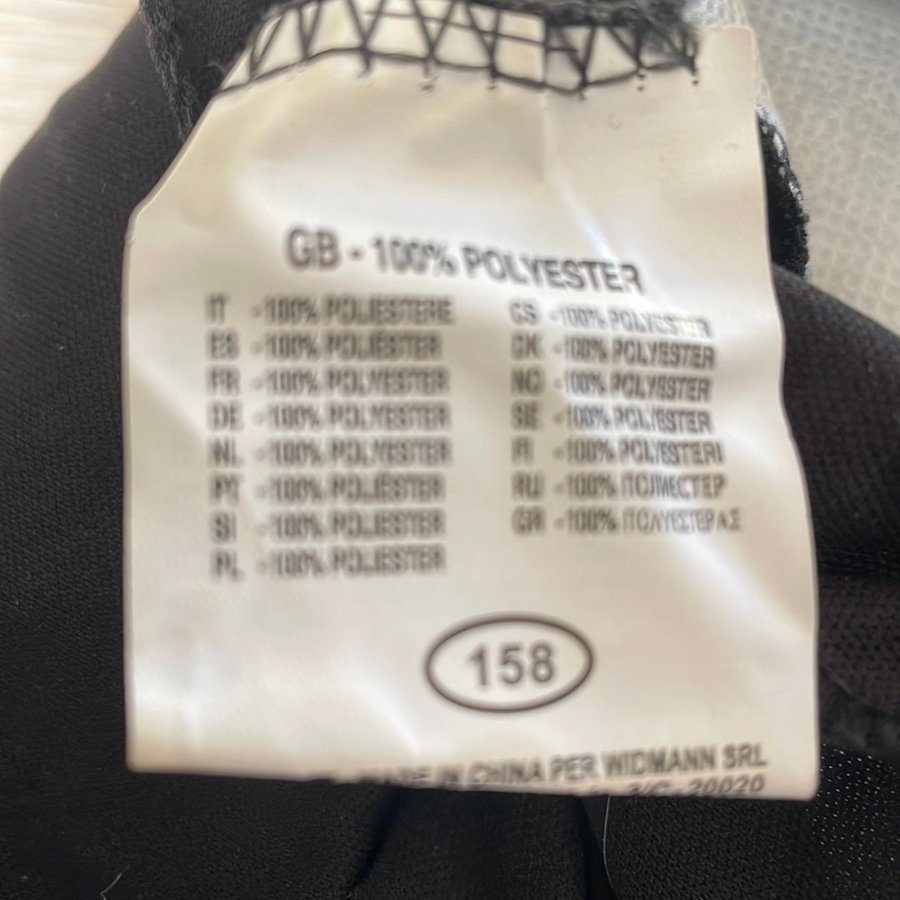 GB - 100% POLYESTER
IT - 100% POLIESTERE
ES - 100% POLIÉSTER
FR - 100% POLYESTER
DE - 100% POLYESTER
NL - 100% POLYESTER
PT - 100% POLIÉSTER
SI - 100% POLIESTER
PL - 100% POLIESTER
CS - 100% POLYESTER
DK - 100% POLYESTER
NO - 100% POLYESTER
SE - 100% POLYESTER
FI - 100% POLYESTERI
RU - 100% ПОЛИЕСТЕР
GR - 100% ΠΟΛΥΕΣΤΕΡΑΣ
158
MADE IN CHINA PER WIDMANN SRL
20020